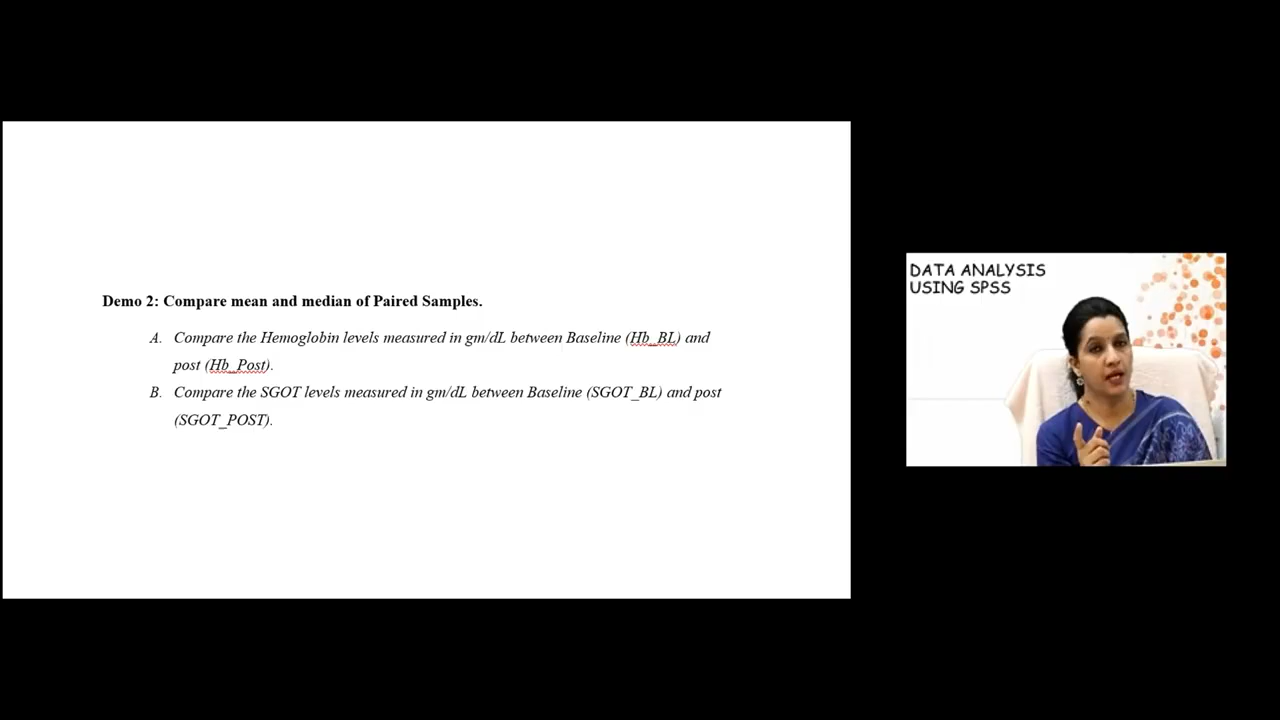 Demo 2: Compare mean and median of Paired Samples.
A. Compare the Hemoglobin levels measured in gm/dL between Baseline (Hb_BL) and
post (Hb_Post).
B. Compare the SGOT levels measured in gm/dL between Baseline (SGOT_BL) and post
(SGOT_POST).
DATA ANALYSIS
USING SPSS